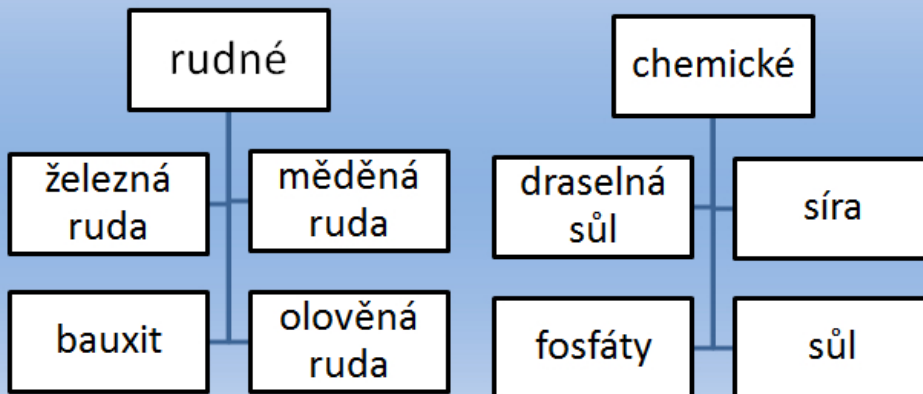 rudné
železná
ruda
měděná
ruda
bauxit
olověná
ruda
chemické
draselná
sůl
síra
fosfáty
sůl